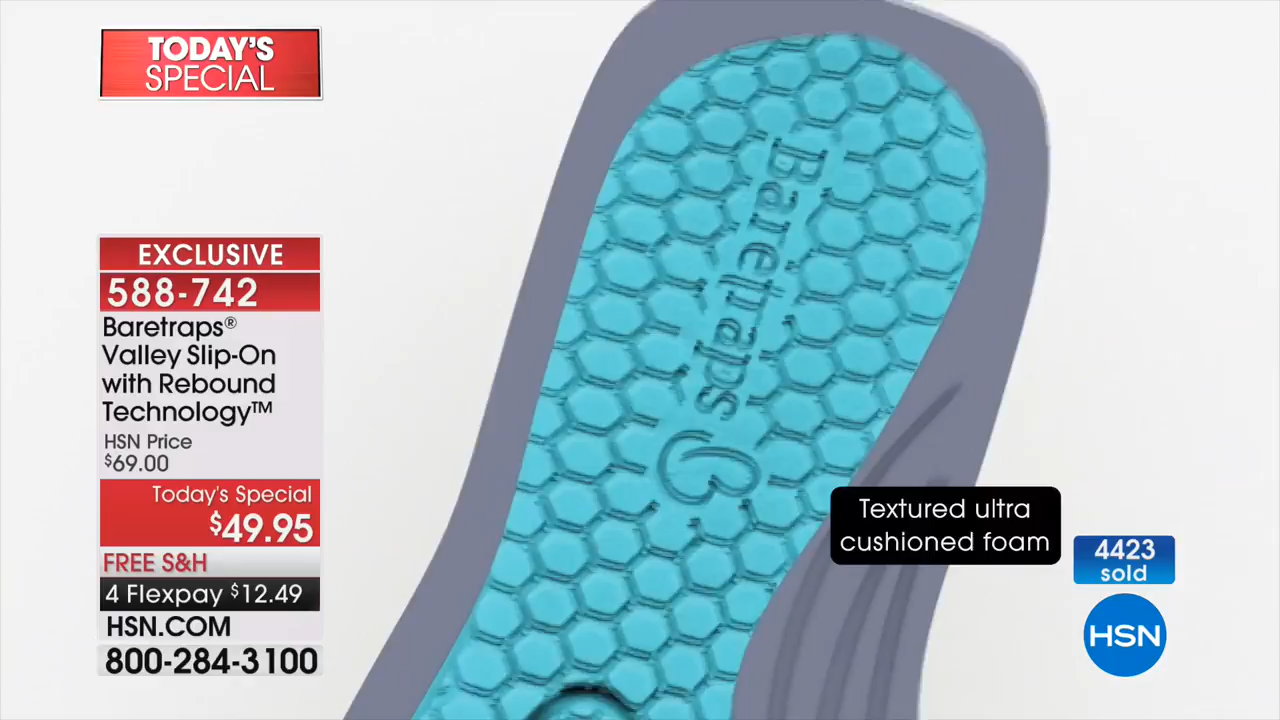 TODAY'S
SPECIAL
EXCLUSIVE
588-742
Baretraps®
Valley Slip-On
with Rebound
Technology™
HSN Price
$69.00
Today's Special
$49.95
FREE S&H
4 Flexpay $12.49
HSN.COM
800-284-3100
Baretraps
Textured ultra
cushioned foam
4423
sold
HSN